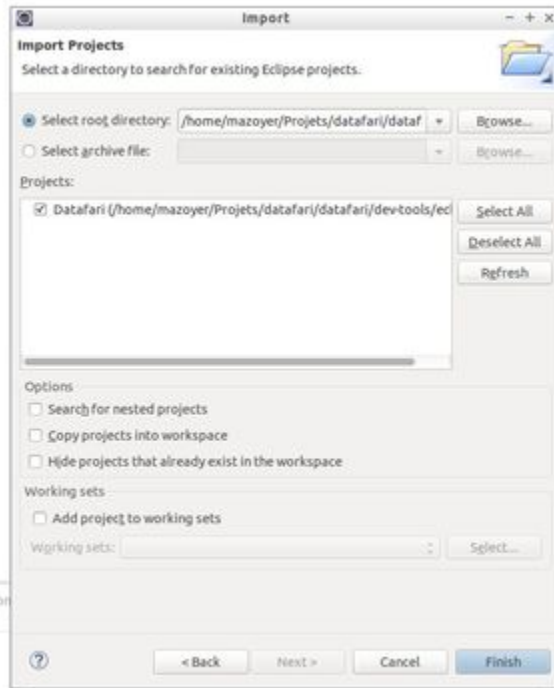 Import
Import Projects
Select a directory to search for existing Eclipse projects.
Select root directory: /home/mazoyer/Projets/datafari/dataf Browse...
Select archive file: Browse...
Projects:
Datafari (/home/mazoyer/Projets/datafari/datafari/dev-tools/ecl
Select All
Deselect All
Refresh
Options
Search for nested projects
Copy projects into workspace
Hide projects that already exist in the workspace
Working sets
Add project to working sets
Working sets: Select...
on
? < Back Next > Cancel Finish